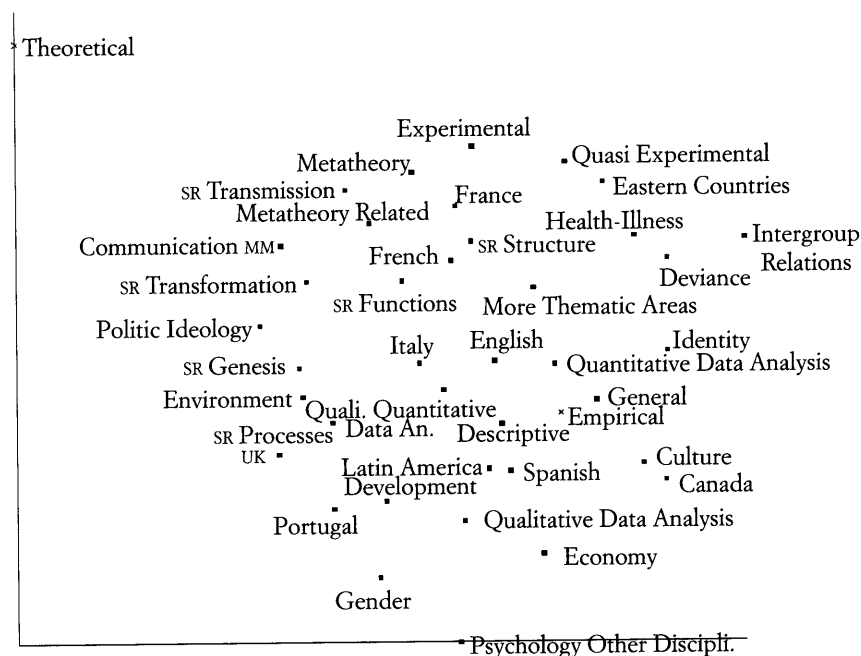 Theoretical
Experimental
Quasi Experimental
Metatheory
Eastern Countries
SR Transmission
France
Metatheory Related
Health-Illness
Intergroup
Relations
Communication MM
SR Structure
French
Deviance
SR Transformation
SR Functions
More Thematic Areas
Politic Ideology
Italy
English
Identity
SR Genesis
Quantitative Data Analysis
Environment
General
Quali. Quantitative
Data An.
Empirical
SR Processes
Descriptive
UK
Culture
Latin America
Spanish
Canada
Development
Portugal
Qualitative Data Analysis
Economy
Gender
Psychology Other Discipli.